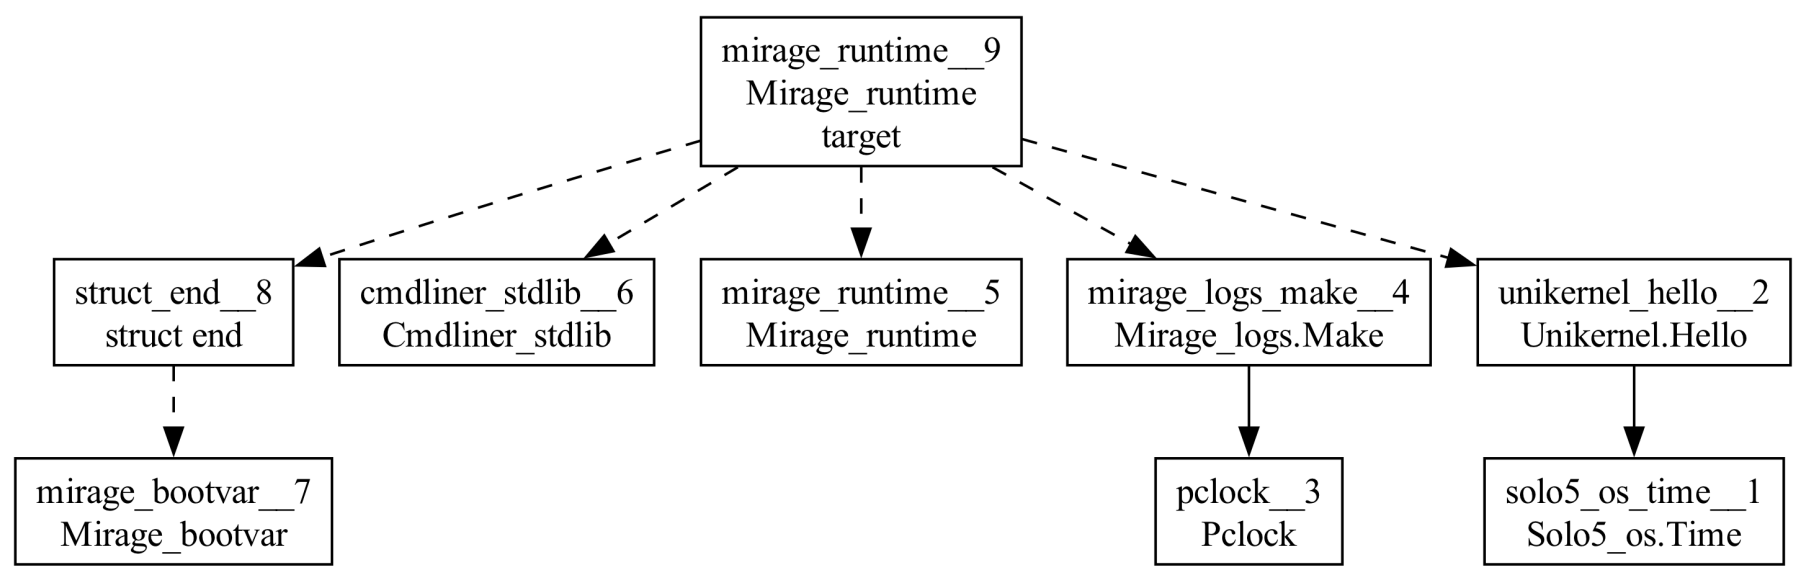 mirage_runtime__9
Mirage_runtime
target
struct_end__8
struct end
cmdliner_stdlib__6
Cmdliner_stdlib
mirage_runtime__5
Mirage_runtime
mirage_logs_make__4
Mirage_logs.Make
unikernel_hello__2
Unikernel.Hello
mirage_bootvar__7
Mirage_bootvar
pclock__3
Pclock
solo5_os_time__1
Solo5_os.Time